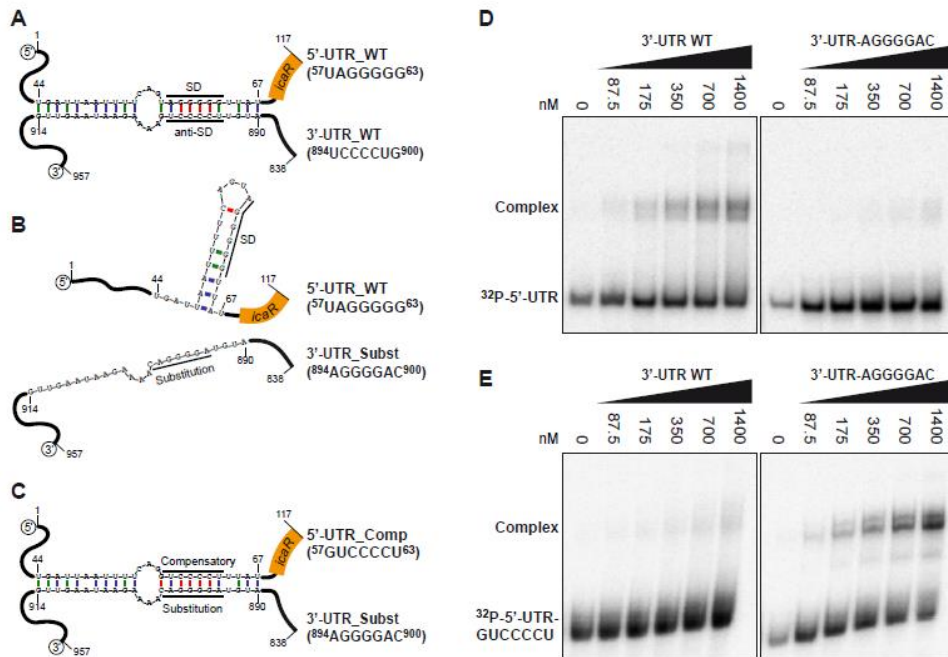 A
1
5'
44
SD
67
117
icaR
5'-UTR_WT
(57UAGGGGG63)
914
anti-SD
890
3'-UTR_WT
(894UCCCCUG900)
838
3'
957
B
1
5'
44
SD
67
117
icaR
5'-UTR_WT
(57UAGGGGG63)
890
Substitution
838
3'-UTR_Subst
(894AGGGGAC900)
914
3'
957
C
1
5'
44
Compensatory
67
117
icaR
5'-UTR_Comp
(57GUCCCCU63)
914
Substitution
890
3'-UTR_Subst
(894AGGGGAC900)
838
3'
957
D
3'-UTR WT
3'-UTR-AGGGGAC
nM 0 87.5 175 350 700 1400 0 87.5 175 350 700 1400
Complex
32P-5'-UTR
E
3'-UTR WT
3'-UTR-AGGGGAC
nM 0 87.5 175 350 700 1400 0 87.5 175 350 700 1400
Complex
32P-5'-UTR-
GUCCCCU